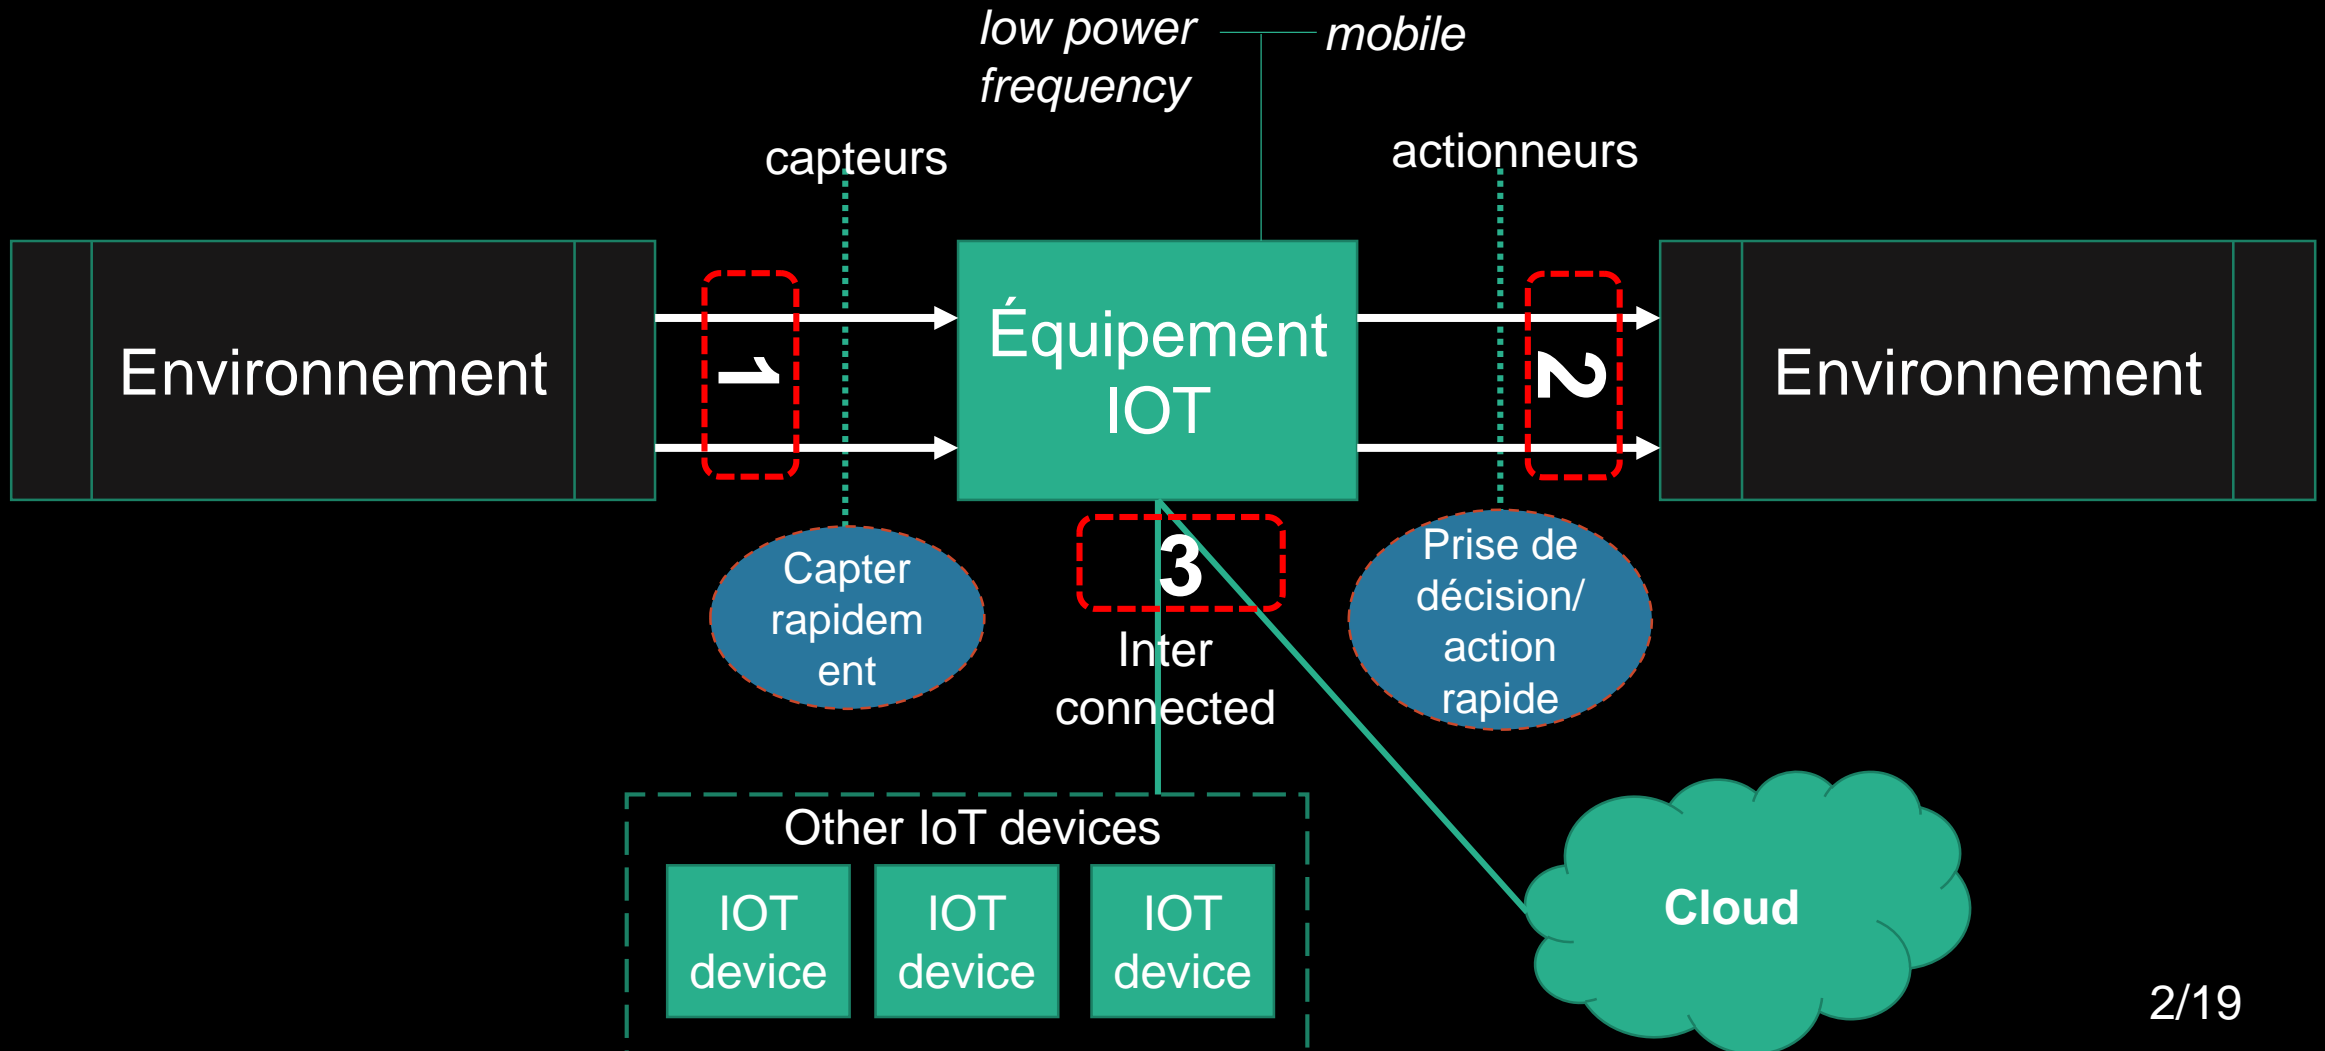 low power
frequency
mobile
capteurs
actionneurs
Environnement
1
Équipement
IOT
2
Environnement
Capter
rapidem
ent
3
Inter
connected
Prise de
décision/
action
rapide
Other IoT devices
IOT
device
IOT
device
IOT
device
Cloud
2/19